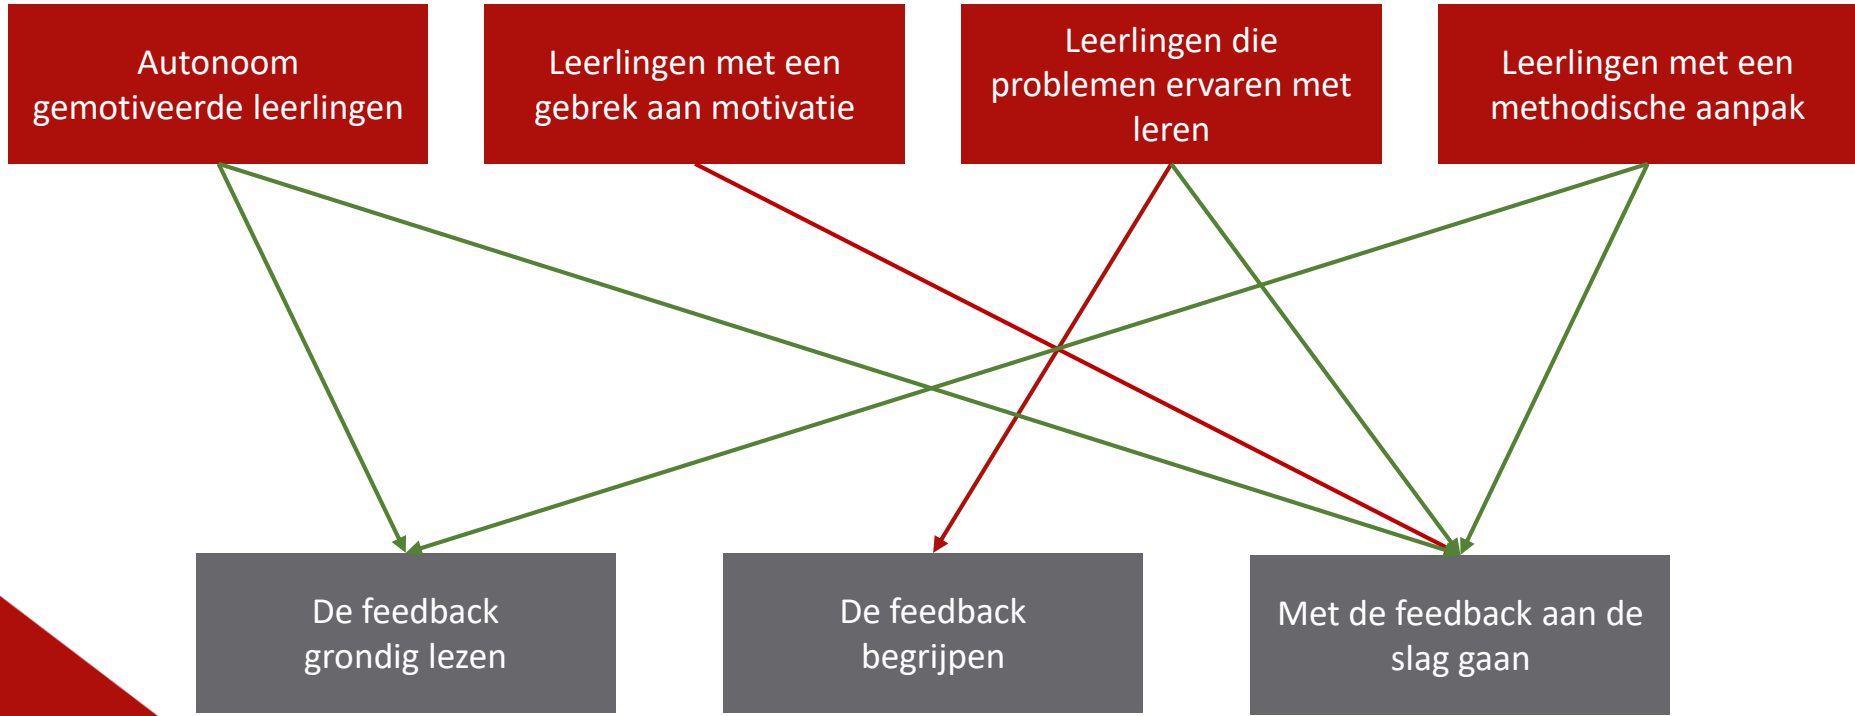 Autonoom
gemotiveerde leerlingen
Leerlingen met een
gebrek aan motivatie
Leerlingen die
problemen ervaren met
leren
Leerlingen met een
methodische aanpak
De feedback
grondig lezen
De feedback
begrijpen
Met de feedback aan de
slag gaan